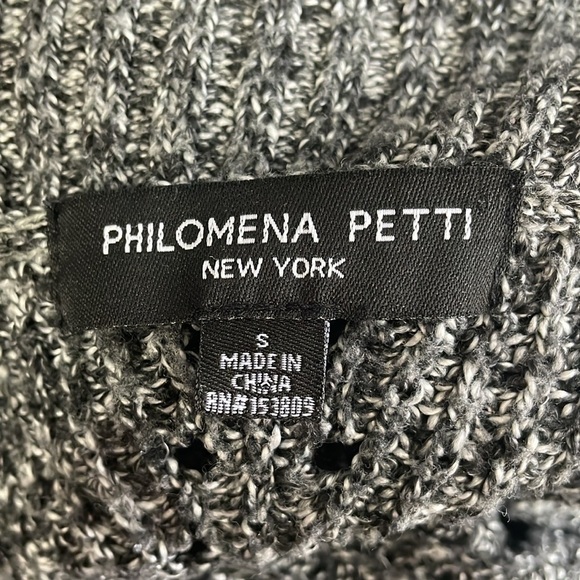 PHILOMENA PETTI
NEW YORK
S
MADE IN
CHINA
RN#153809